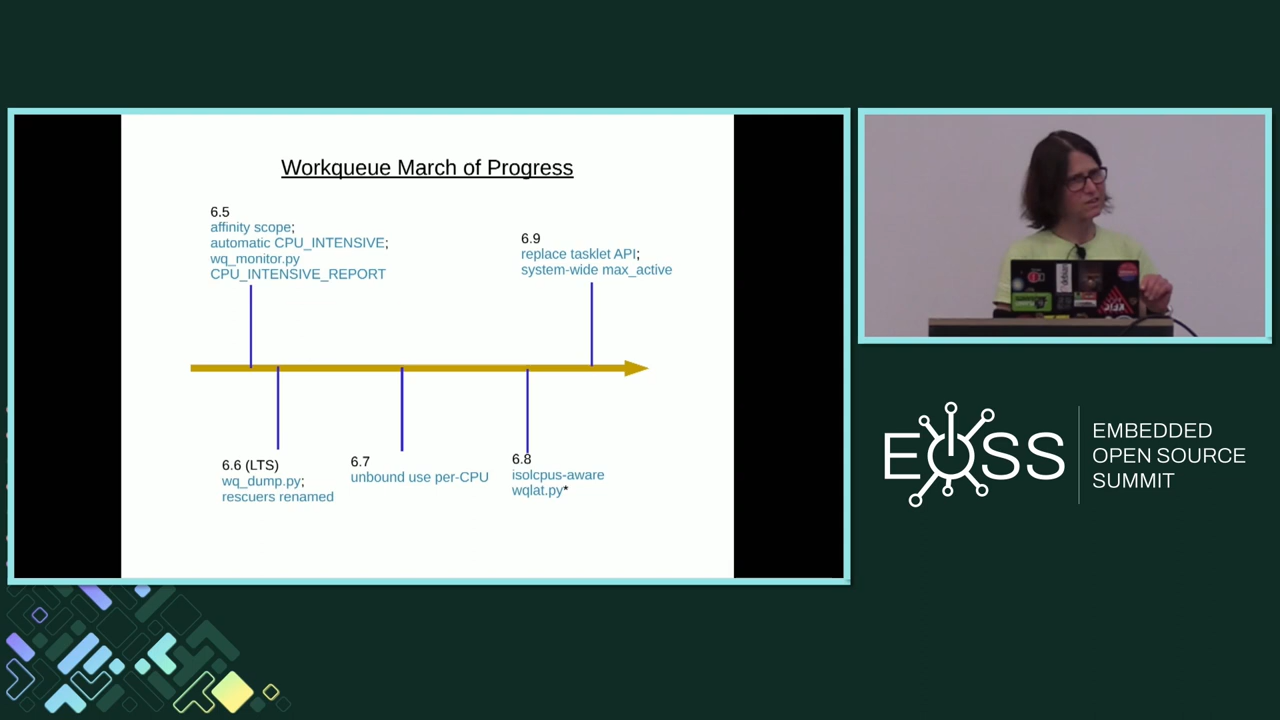 Workqueue March of Progress
6.5
affinity scope;
automatic CPU_INTENSIVE;
wq_monitor.py
CPU_INTENSIVE_REPORT
6.9
replace tasklet API;
system-wide max_active
6.6 (LTS)
wq_dump.py;
rescuers renamed
6.7
unbound use per-CPU
6.8
isolcpus-aware
wqlat.py*
EOSS
EMBEDDED
OPEN SOURCE
SUMMIT
debian